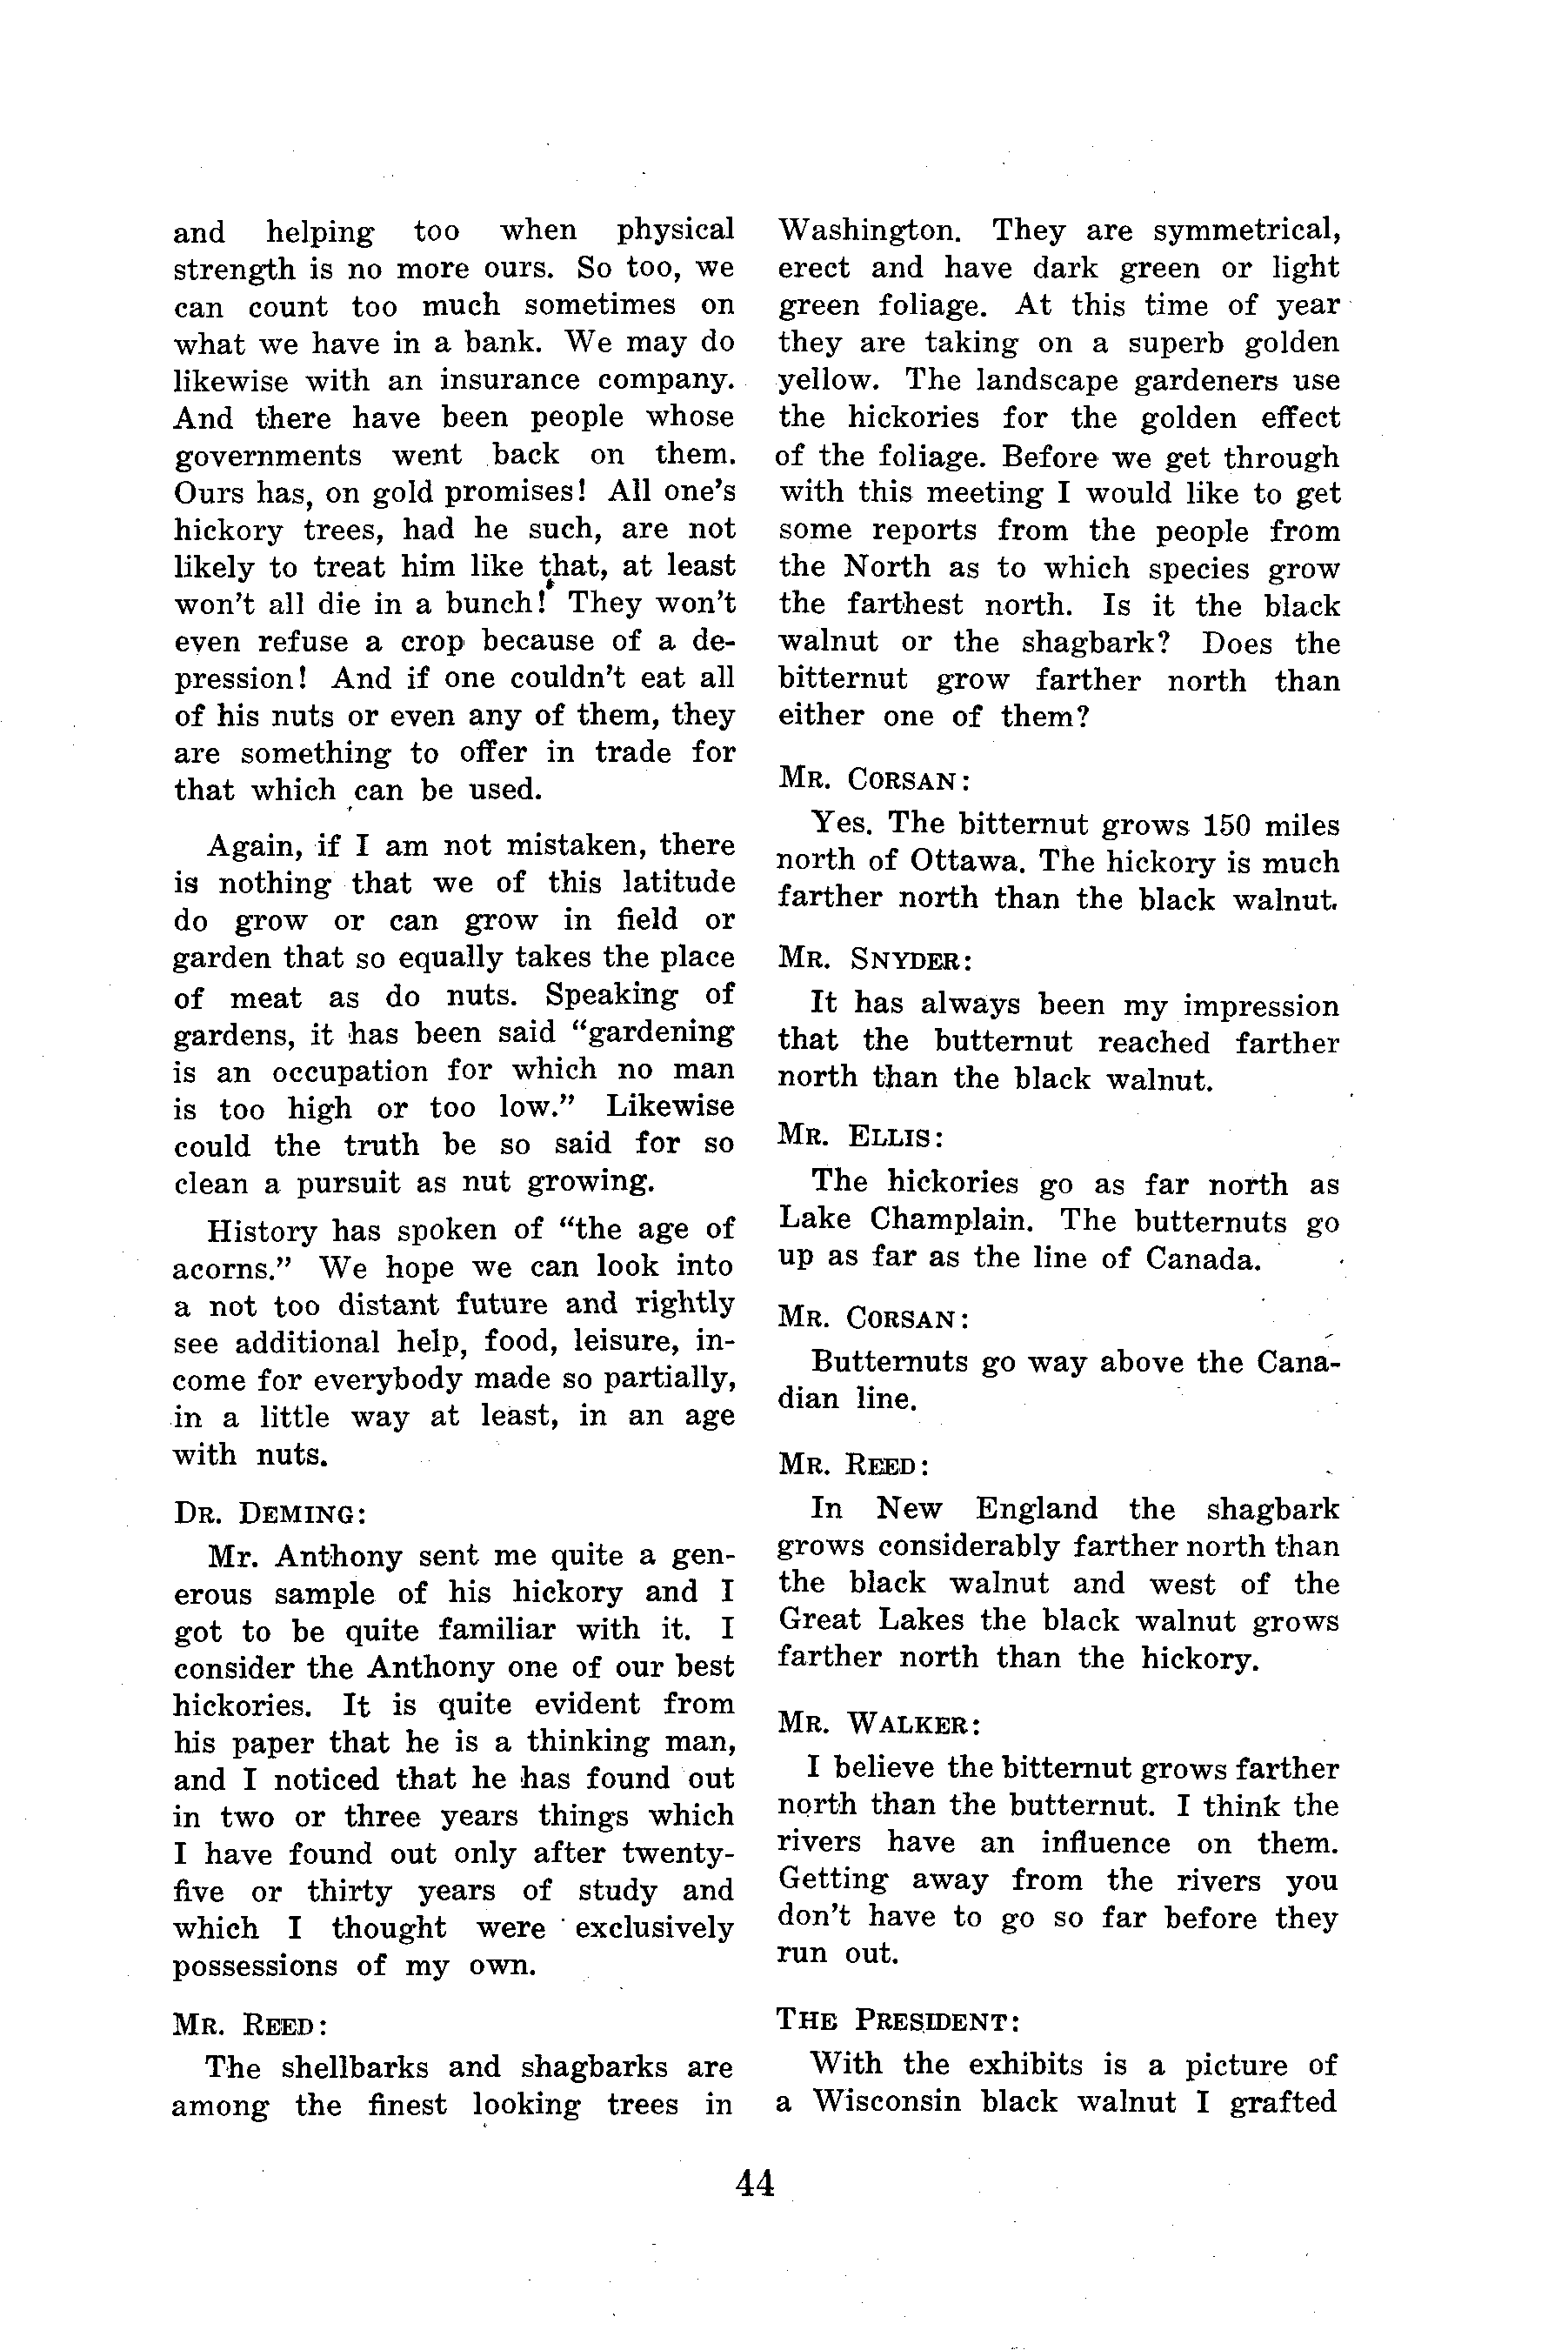 and helping too when physical
strength is no more ours. So too, we
can count too much sometimes on
what we have in a bank. We may do
likewise with an insurance company.
And there have been people whose
governments went back on them.
Ours has, on gold promises! All one's
hickory trees, had he such, are not
likely to treat him like that, at least
won't all die in a bunch! They won't
even refuse a crop because of a de-
pression! And if one couldn't eat all
of his nuts or even any of them, they
are something to offer in trade for
that which can be used.
Again, if I am not mistaken, there
is nothing that we of this latitude
do grow or can grow in field or
garden that so equally takes the place
of meat as do nuts. Speaking of
gardens, it has been said "gardening
is an occupation for which no man
is too high or too low." Likewise
could the truth be so said for so
clean a pursuit as nut growing.
History has spoken of "the age of
acorns." We hope we can look into
a not too distant future and rightly
see additional help, food, leisure, in-
come for everybody made so partially,
in a little way at least, in an age
with nuts.
DR. DEMING:
Mr. Anthony sent me quite a gen-
erous sample of his hickory and I
got to be quite familiar with it. I
consider the Anthony one of our best
hickories. It is quite evident from
his paper that he is a thinking man,
and I noticed that he has found out
in two or three years things which
I have found out only after twenty-
five or thirty years of study and
which I thought were exclusively
possessions of my own.
MR. REED:
The shellbarks and shagbarks are
among the finest looking trees in
Washington. They are symmetrical,
erect and have dark green or light
green foliage. At this time of year
they are taking on a superb golden
yellow. The landscape gardeners use
the hickories for the golden effect
of the foliage. Before we get through
with this meeting I would like to get
some reports from the people from
the North as to which species grow
the farthest north. Is it the black
walnut or the shagbark? Does the
bitternut grow farther north than
either one of them?
MR. CORSAN:
Yes. The bitternut grows 150 miles
north of Ottawa. The hickory is much
farther north than the black walnut.
MR. SNYDER:
It has always been my impression
that the butternut reached farther
north than the black walnut.
MR. ELLIS:
The hickories go as far north as
Lake Champlain. The butternuts go
up as far as the line of Canada.
MR. CORSAN:
Butternuts go way above the Cana-
dian line.
MR. REED:
In New England the shagbark
grows considerably farther north than
the black walnut and west of the
Great Lakes the black walnut grows
farther north than the hickory.
MR. WALKER:
I believe the bitternut grows farther
north than the butternut. I think the
rivers have an influence on them.
Getting away from the rivers you
don't have to go so far before they
run out.
THE PRESIDENT:
With the exhibits is a picture of
a Wisconsin black walnut I grafted
44